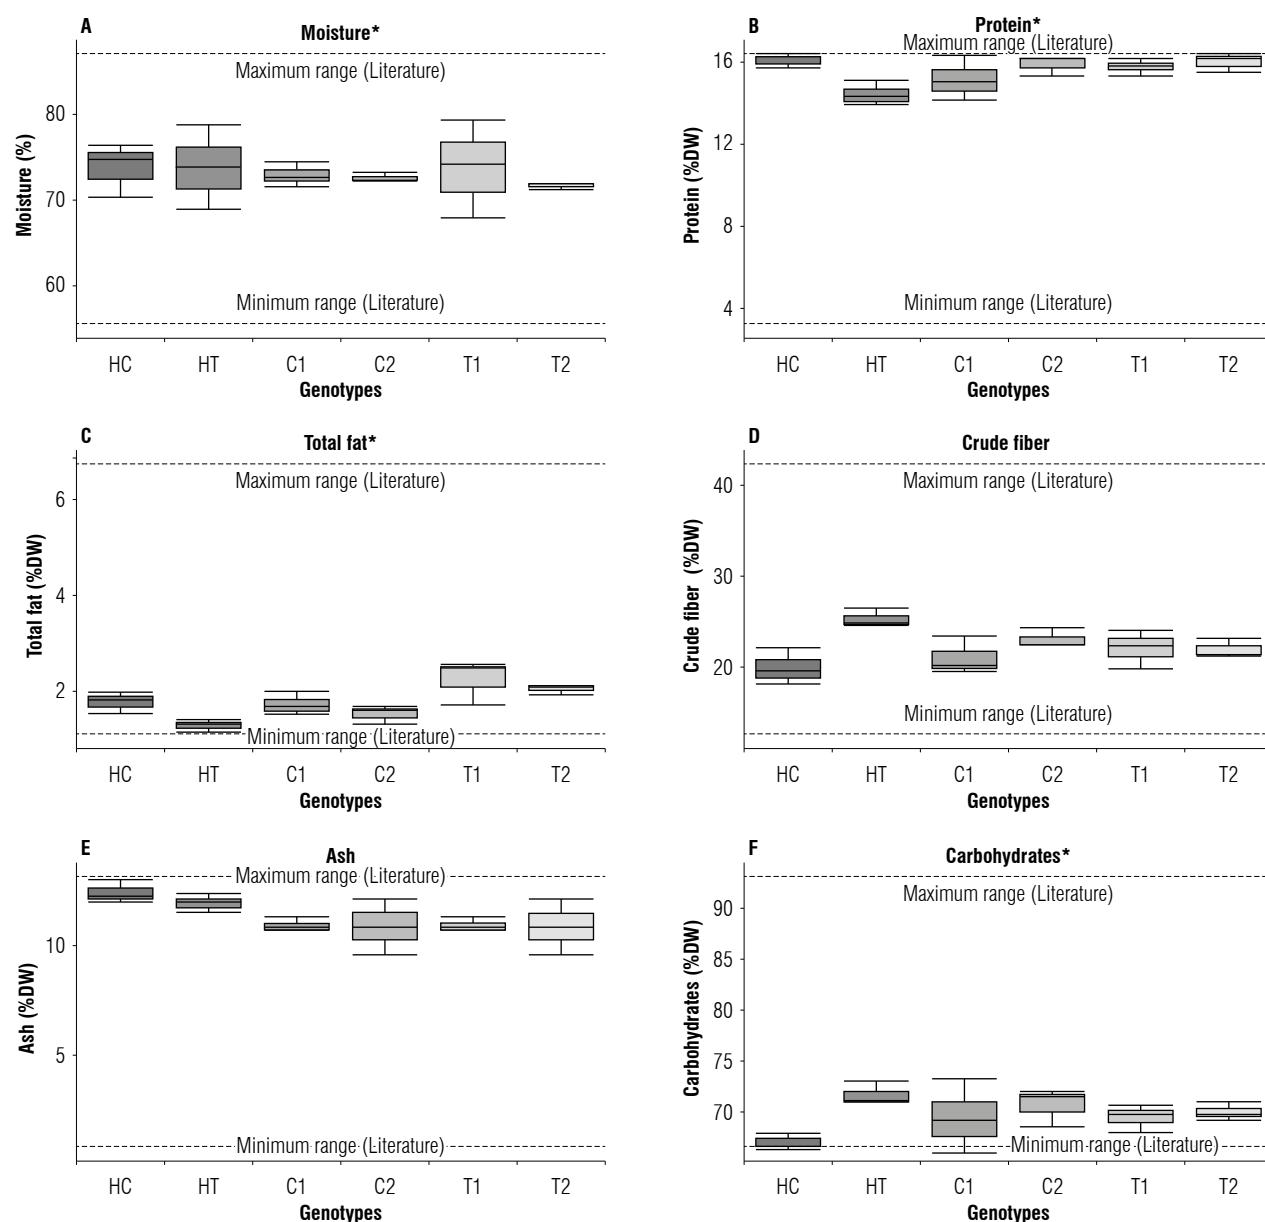 A
Moisture*
Maximum range (Literature)
Moisture (%)
80
70
60
Minimum range (Literature)
HC HT C1 C2 T1 T2
Genotypes
B
Protein*
Maximum range (Literature)
Protein (%DW)
16
12
8
4
Minimum range (Literature)
HC HT C1 C2 T1 T2
Genotypes
C
Total fat*
Maximum range (Literature)
Total fat (%DW)
6
4
2
Minimum range (Literature)
HC HT C1 C2 T1 T2
Genotypes
D
Crude fiber
Maximum range (Literature)
Crude fiber (%DW)
40
30
20
Minimum range (Literature)
HC HT C1 C2 T1 T2
Genotypes
E
Ash
Maximum range (Literature)
Ash (%DW)
10
5
Minimum range (Literature)
HC HT C1 C2 T1 T2
Genotypes
F
Carbohydrates*
Maximum range (Literature)
Carbohydrates (%DW)
90
85
80
75
70
Minimum range (Literature)
HC HT C1 C2 T1 T2
Genotypes